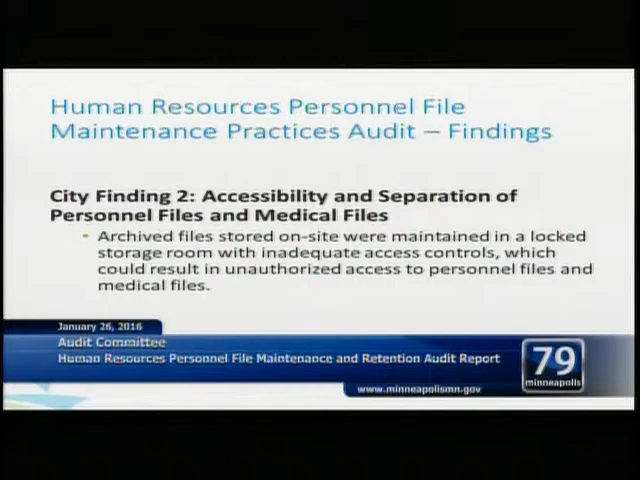 Human Resources Personnel File
Maintenance Practices Audit – Findings
City Finding 2: Accessibility and Separation of
Personnel Files and Medical Files
• Archived files stored on-site were maintained in a locked
storage room with inadequate access controls, which
could result in unauthorized access to personnel files and
medical files.
January 26, 2016
Audit Committee
Human Resources Personnel File Maintenance and Retention Audit Report
79
minneapolis
www.minneapolismn.gov